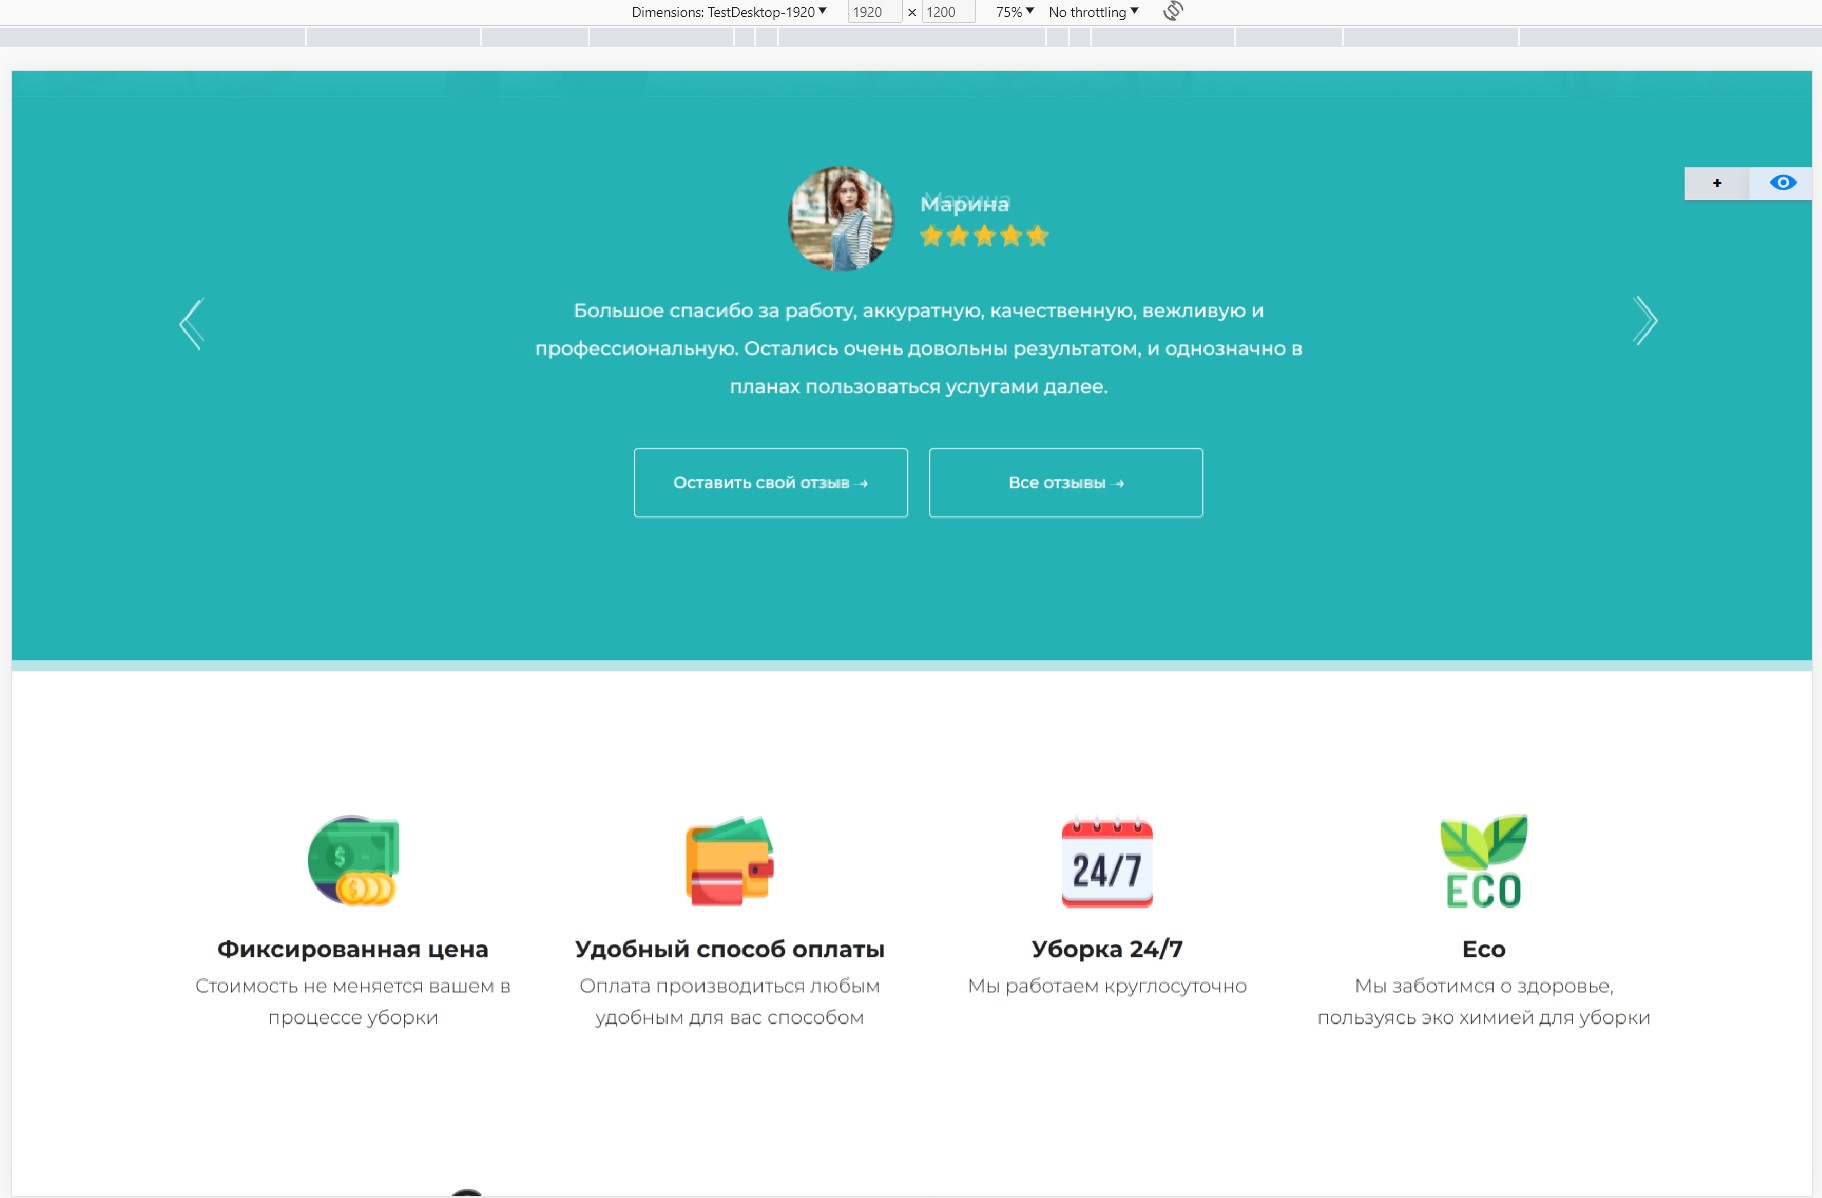 Dimensions: TestDesktop-1920 1920 × 1200 75% No throttling
+
Марина
Большое спасибо за работу, аккуратную, качественную, вежливую и
профессиональную. Остались очень довольны результатом, и однозначно в
планах пользоваться услугами далее.
Оставить свой отзыв →
Все отзывы →
$
24/7
ECO
Фиксированная цена
Стоимость не меняется вашем в
процессе уборки
Удобный способ оплаты
Оплата производиться любым
удобным для вас способом
Уборка 24/7
Мы работаем круглосуточно
Eco
Мы заботимся о здоровье,
пользуясь эко химией для уборки